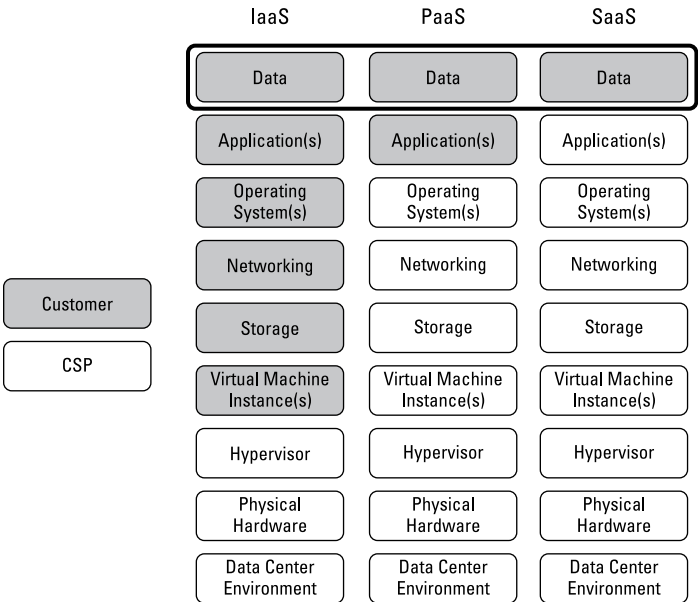 IaaS PaaS SaaS
Data Data Data
Application(s) Application(s) Application(s)
Operating Operating Operating
System(s) System(s) System(s)
Networking Networking Networking
Customer
Storage Storage Storage
CSP
Virtual Machine Virtual Machine Virtual Machine
Instance(s) Instance(s) Instance(s)
Hypervisor Hypervisor Hypervisor
Physical Physical Physical
Hardware Hardware Hardware
Data Center Data Center Data Center
Environment Environment Environment